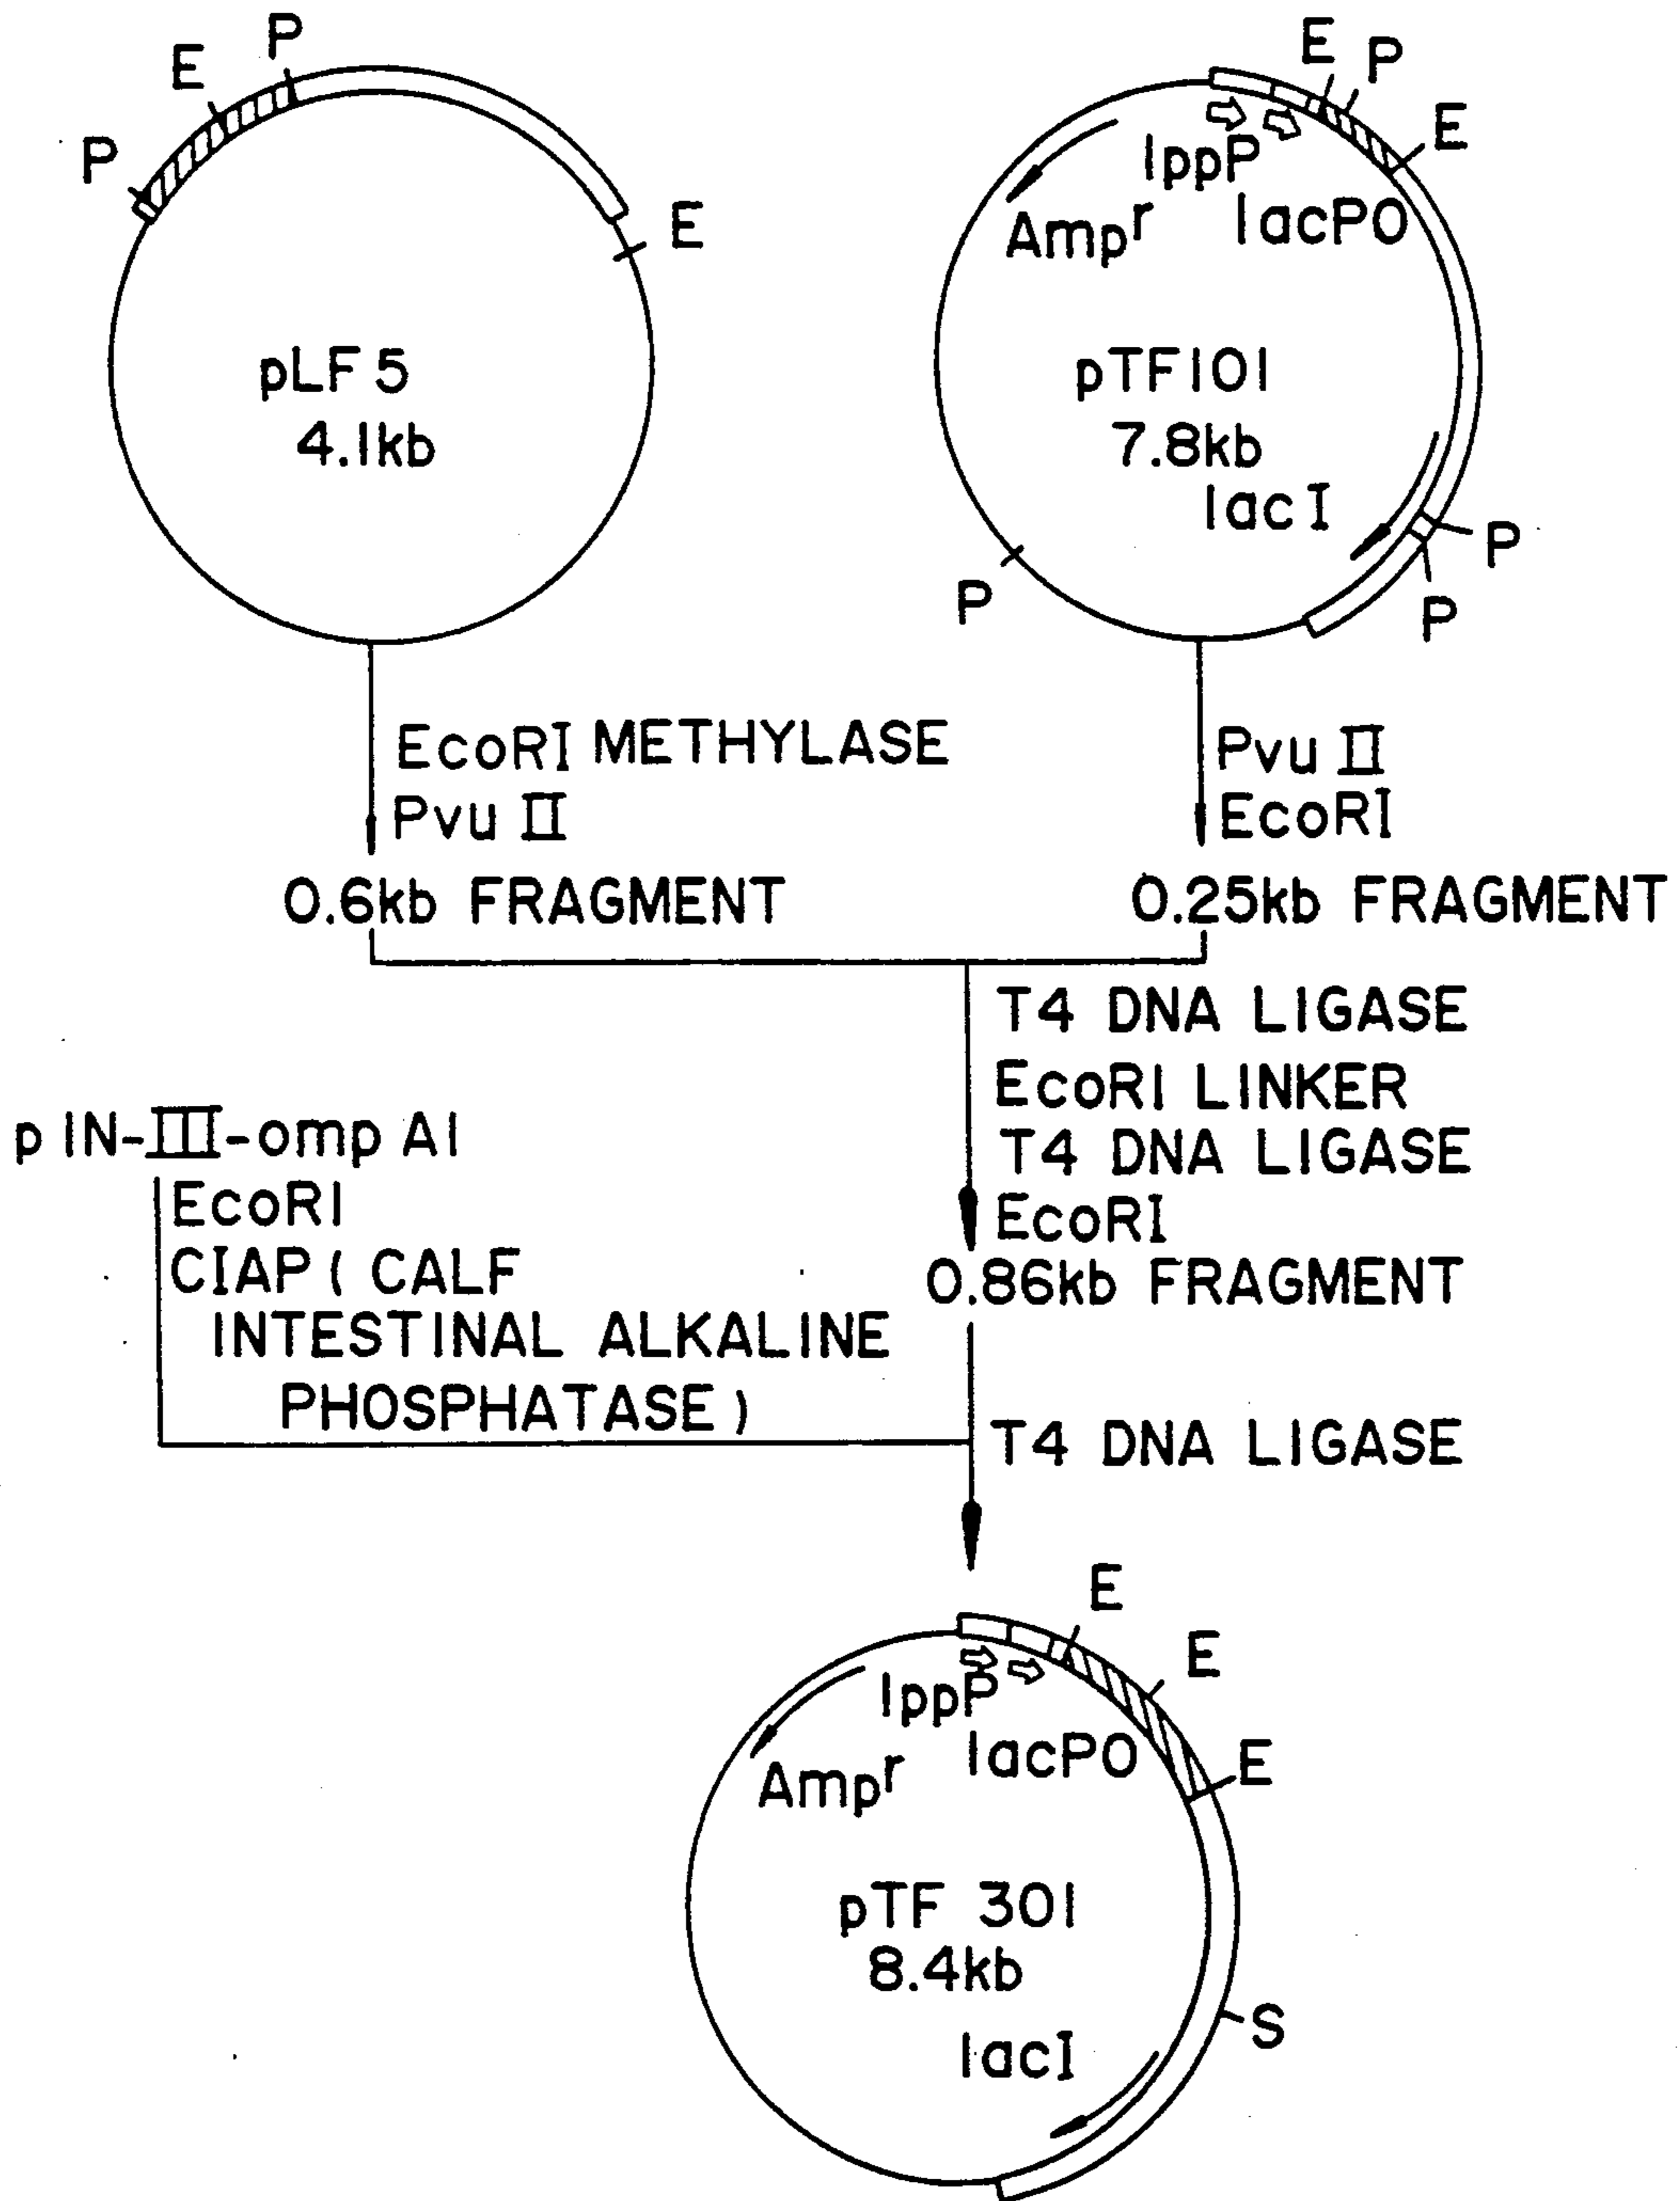 P
E
P
E
pLF 5
4.1kb
E
P
E
lppP
lacPO
Ampr
pTF101
7.8kb
lacI
P
P
P
EcoRI METHYLASE
Pvu II
0.6kb FRAGMENT
Pvu II
EcoRI
0.25kb FRAGMENT
T4 DNA LIGASE
EcoRI LINKER
T4 DNA LIGASE
EcoRI
0.86kb FRAGMENT
pIN-III-omp A1
EcoRI
CIAP ( CALF
INTESTINAL ALKALINE
PHOSPHATASE )
T4 DNA LIGASE
E
E
E
lppP
lacPO
Ampr
pTF 301
8.4kb
S
lacI